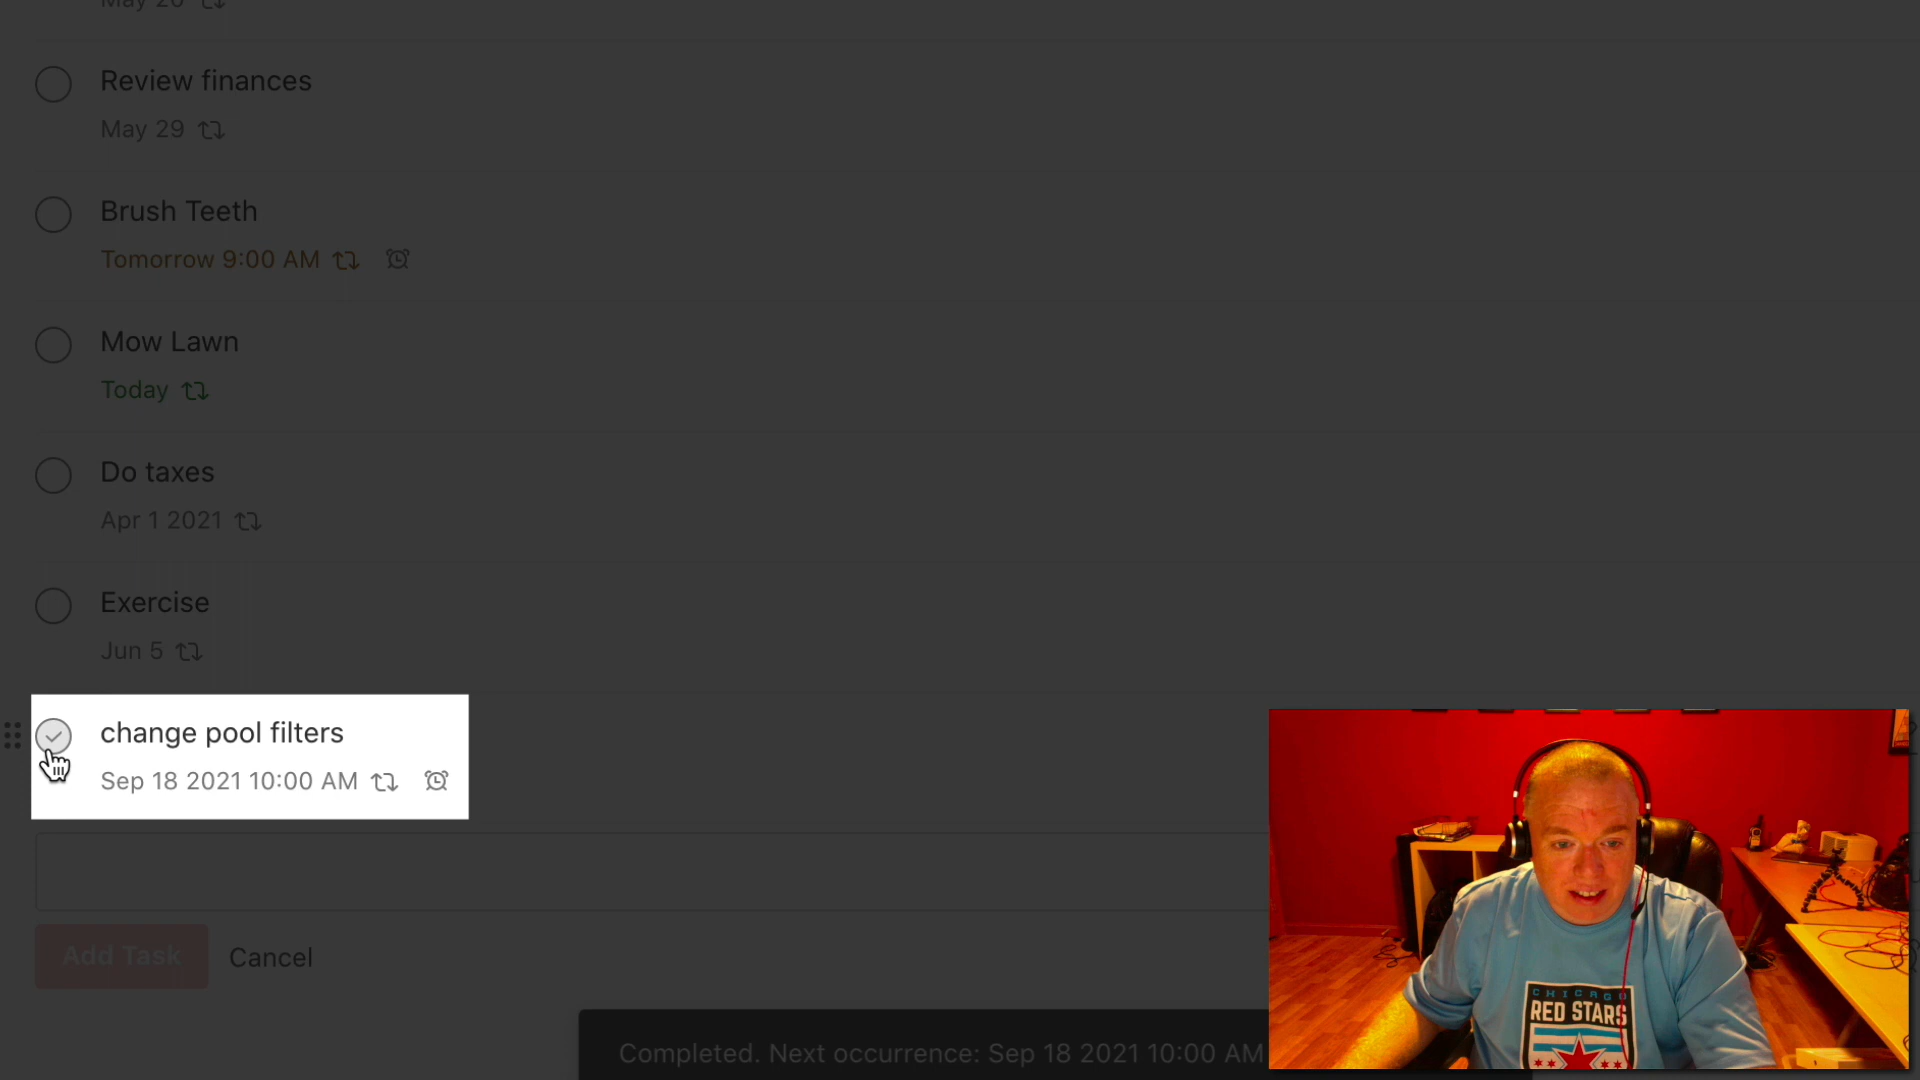 May 20
Review finances
May 29
Brush Teeth
Tomorrow 9:00 AM
Mow Lawn
Today
Do taxes
Apr 1 2021
Exercise
Jun 5
change pool filters
Sep 18 2021 10:00 AM
Add Task
Cancel
Completed. Next occurrence: Sep 18 2021 10:00 AM
CHICAGO
RED STARS